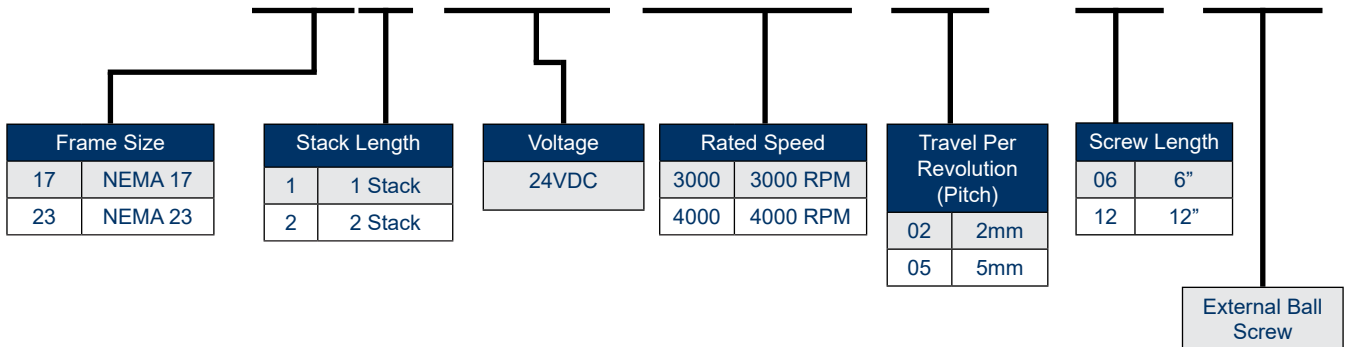 Frame Size
17 NEMA 17
23 NEMA 23
Stack Length
1 1 Stack
2 2 Stack
Voltage
24VDC
Rated Speed
3000 3000 RPM
4000 4000 RPM
Travel Per
Revolution
(Pitch)
02 2mm
05 5mm
Screw Length
06 6”
12 12”
External Ball
Screw